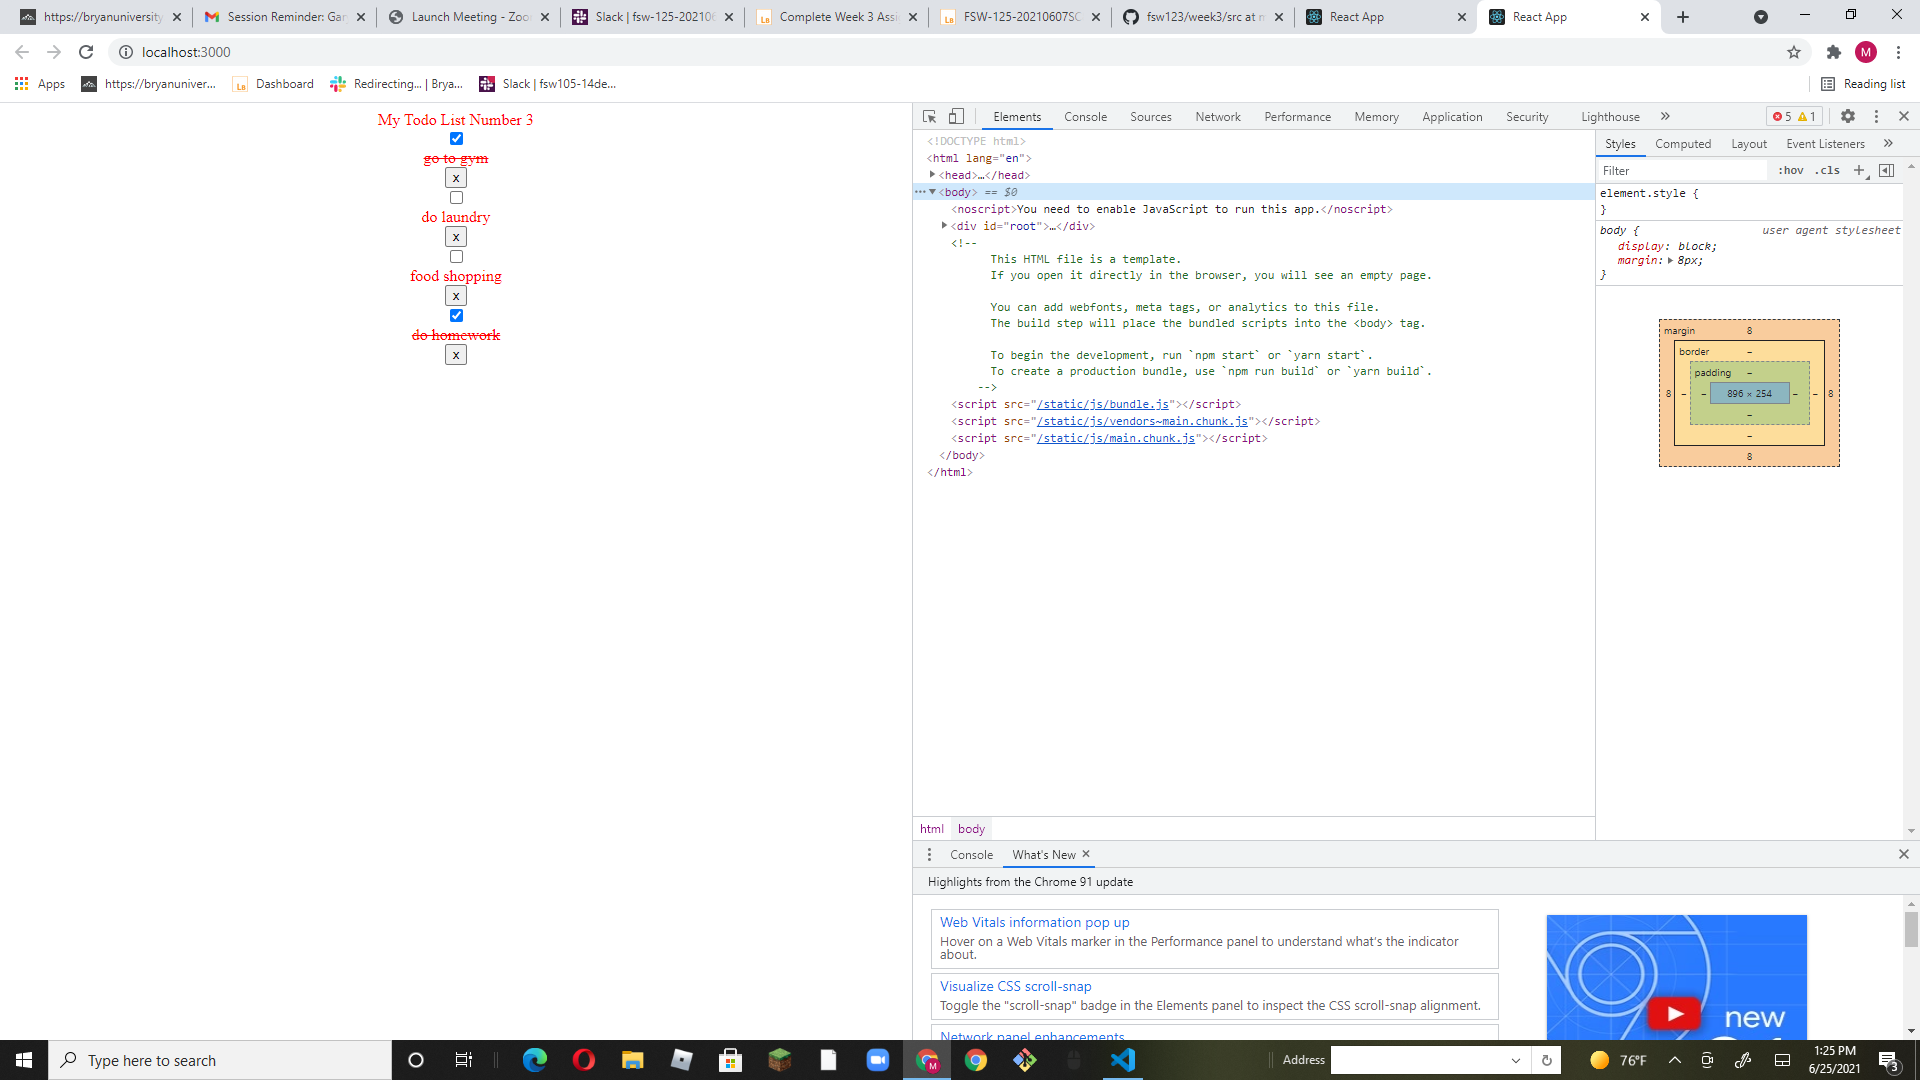 https://bryanuniversity
Session Reminder: Gar
Launch Meeting - Zoo
Slack | fsw-125-20210
Complete Week 3 Assi
FSW-125-20210607SC
fsw123/week3/src at m
React App
React App
localhost:3000
M
Apps
https://bryanuniver...
Dashboard
Redirecting... | Brya...
Slack | fsw105-14de...
Reading list
My Todo List Number 3
go to gym
x
do laundry
x
food shopping
x
do homework
x
Elements Console Sources Network Performance Memory Application Security Lighthouse » 5 1
<!DOCTYPE html>
<html lang="en">
<head>…</head>
<body> == $0
<noscript>You need to enable JavaScript to run this app.</noscript>
<div id="root">…</div>
<!--
This HTML file is a template.
If you open it directly in the browser, you will see an empty page.
You can add webfonts, meta tags, or analytics to this file.
The build step will place the bundled scripts into the <body> tag.
To begin the development, run `npm start` or `yarn start`.
To create a production bundle, use `npm run build` or `yarn build`.
-->
<script src="/static/js/bundle.js"></script>
<script src="/static/js/vendors~main.chunk.js"></script>
<script src="/static/js/main.chunk.js"></script>
</body>
</html>
html body
Styles Computed Layout Event Listeners »
Filter :hov .cls +
element.style {
}
body { user agent stylesheet
display: block;
margin: 8px;
}
margin 8
border –
padding –
8 – – 896 × 254 – – 8
–
–
8
Console What's New
Highlights from the Chrome 91 update
Web Vitals information pop up
Hover on a Web Vitals marker in the Performance panel to understand what's the indicator
about.
Visualize CSS scroll-snap
Toggle the "scroll-snap" badge in the Elements panel to inspect the CSS scroll-snap alignment.
Network panel enhancements
new
Type here to search
Address
76°F
1:25 PM
6/25/2021
3